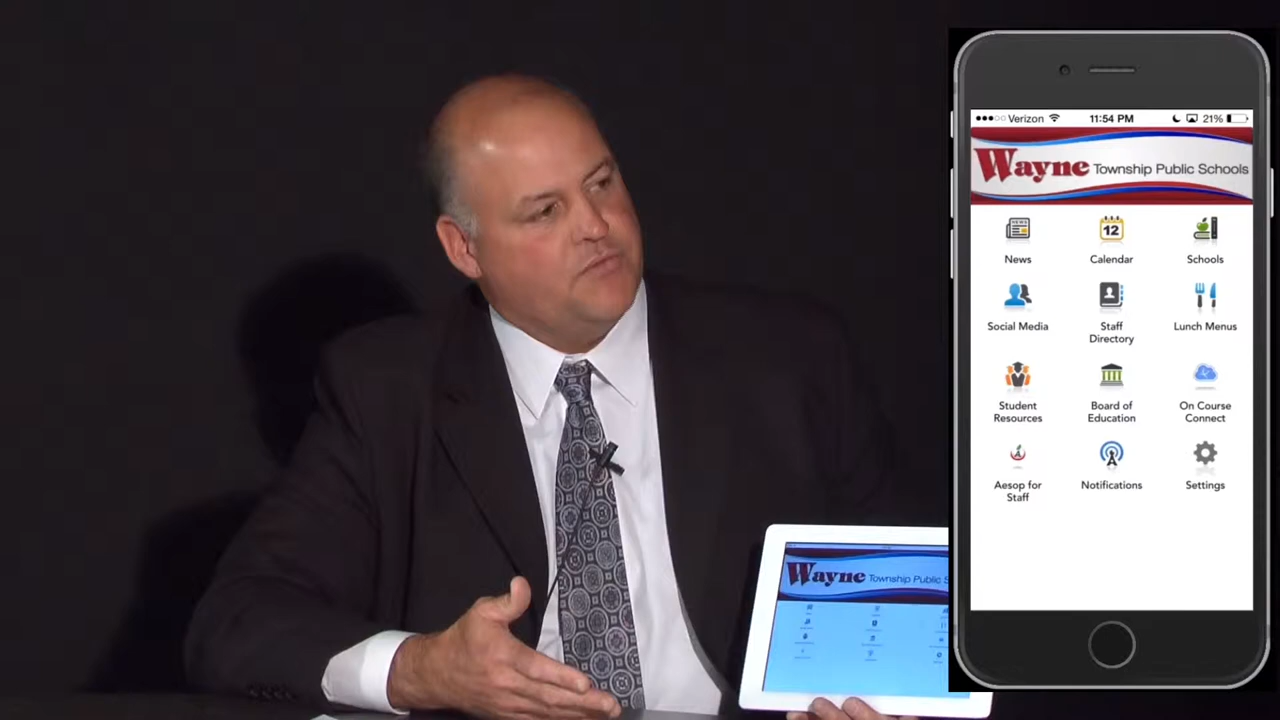 ●●●○○ Verizon 11:54 PM 21%
Wayne Township Public Schools
NEWS
12
News Calendar Schools
Social Media Staff Directory Lunch Menus
Student Resources Board of Education On Course Connect
Aesop for Staff Notifications Settings
Wayne Township Public S